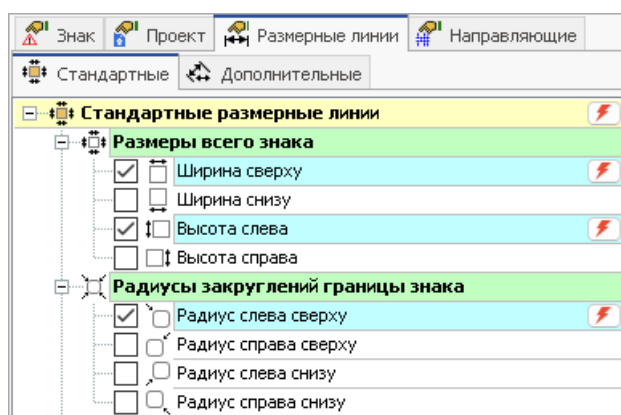 Знак Проект Размерные линии Направляющие
Стандартные Дополнительные
Стандартные размерные линии
Размеры всего знака
Ширина сверху
Ширина снизу
Высота слева
Высота справа
Радиусы закруглений границы знака
Радиус слева сверху
Радиус справа сверху
Радиус слева снизу
Радиус справа снизу